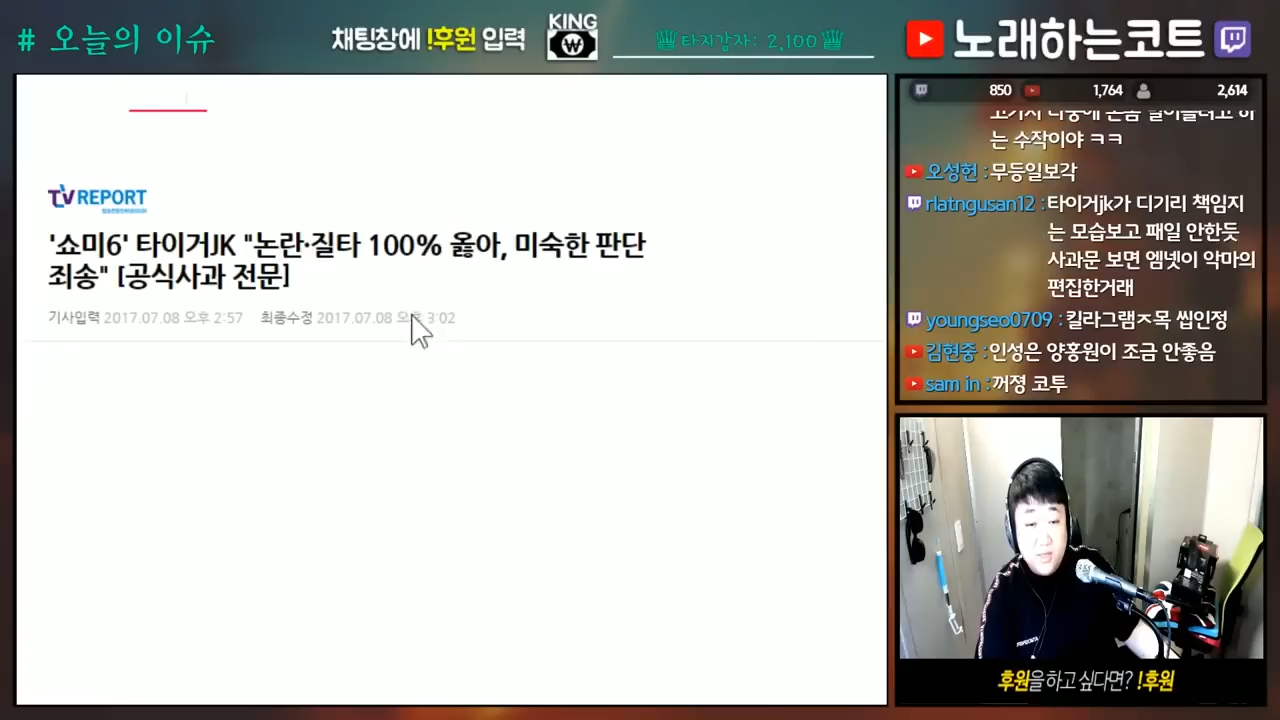 # 오늘의 이슈
채팅창에 !후원 입력
KING
₩
타지감자: 2,100
노래하는코트
TV REPORT
'쇼미6' 타이거JK "논란·질타 100% 옳아, 미숙한 판단
죄송" [공식사과 전문]
기사입력 2017.07.08 오후 2:57 최종수정 2017.07.08 오후 3:02
850 1,764 2,614
는 수작이야 ㅋㅋ
오성헌 : 무등일보각
rlatngusan12 : 타이거jk가 디기리 책임지
는 모습보고 패일 안한듯
사과문 보면 엠넷이 악마의
편집한거래
youngseo0709 : 킬라그램ㅈ목 씹인정
김현중 : 인성은 양홍원이 조금 안좋음
sam in : 꺼졍 코투
후원을 하고 싶다면? !후원